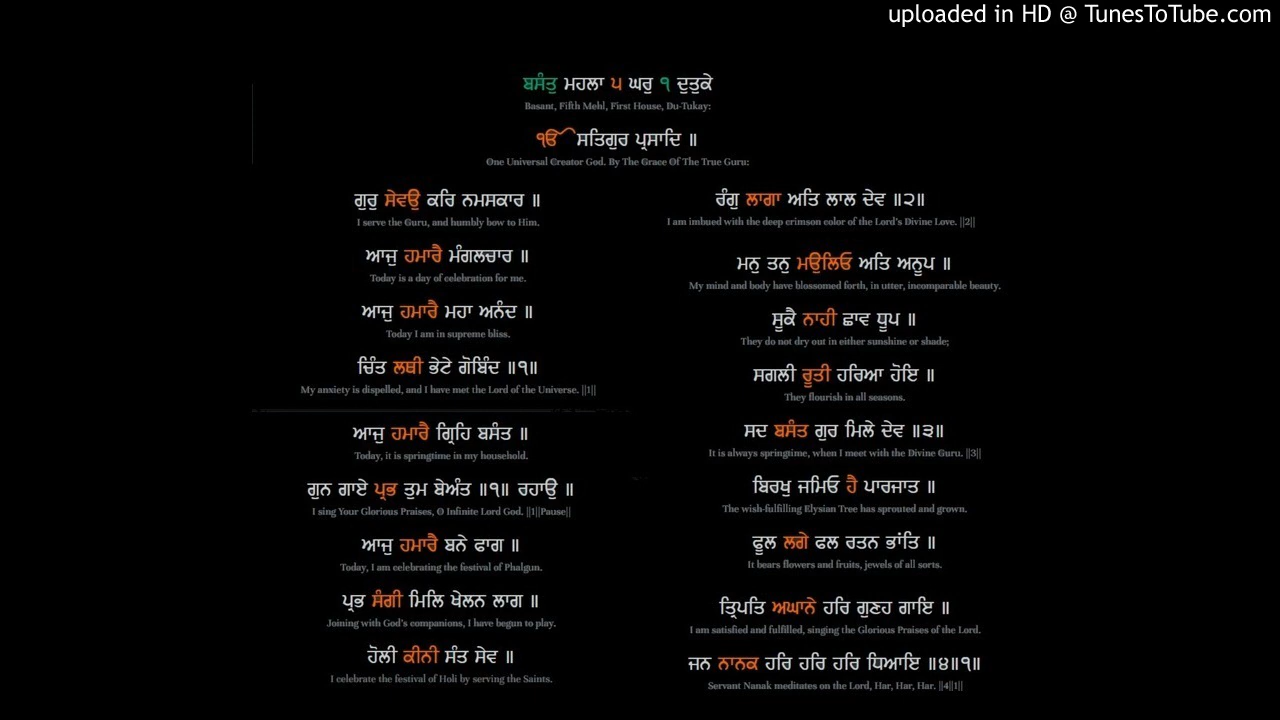 uploaded in HD @ TunesToTube.com
ਬਸੰਤੁ ਮਹਲਾ ੫ ਘਰੁ ੧ ਦੁਤੁਕੇ
Basant, Fifth Mehl, First House, Du-Tukay:
ੴ ਸਤਿਗੁਰ ਪ੍ਰਸਾਦਿ ॥
One Universal Creator God. By The Grace Of The True Guru:
ਗੁਰੁ ਸੇਵਉ ਕਰਿ ਨਮਸਕਾਰ ॥
I serve the Guru, and humbly bow to Him.
ਆਜੁ ਹਮਾਰੈ ਮੰਗਲਚਾਰ ॥
Today is a day of celebration for me.
ਆਜੁ ਹਮਾਰੈ ਮਹਾ ਅਨੰਦ ॥
Today I am in supreme bliss.
ਚਿੰਤ ਲਥੀ ਭੇਟੇ ਗੋਬਿੰਦ ॥੧॥
My anxiety is dispelled, and I have met the Lord of the Universe. ||1||
ਆਜੁ ਹਮਾਰੈ ਗ੍ਰਿਹਿ ਬਸੰਤ ॥
Today, it is springtime in my household.
ਗੁਨ ਗਾਏ ਪ੍ਰਭ ਤੁਮ ਬੇਅੰਤ ॥੧॥ ਰਹਾਉ ॥
I sing Your Glorious Praises, O Infinite Lord God. ||1||Pause||
ਆਜੁ ਹਮਾਰੈ ਬਨੇ ਫਾਗ ॥
Today, I am celebrating the festival of Phalgun.
ਪ੍ਰਭ ਸੰਗੀ ਮਿਲਿ ਖੇਲਨ ਲਾਗ ॥
Joining with God's companions, I have begun to play.
ਹੋਲੀ ਕੀਨੀ ਸੰਤ ਸੇਵ ॥
I celebrate the festival of Holi by serving the Saints.
ਰੰਗੁ ਲਾਗਾ ਅਤਿ ਲਾਲ ਦੇਵ ॥੨॥
I am imbued with the deep crimson color of the Lord's Divine Love. ||2||
ਮਨੁ ਤਨੁ ਮਉਲਿਓ ਅਤਿ ਅਨੂਪ ॥
My mind and body have blossomed forth, in utter, incomparable beauty.
ਸੂਕੈ ਨਾਹੀ ਛਾਵ ਧੂਪ ॥
They do not dry out in either sunshine or shade;
ਸਗਲੀ ਰੂਤੀ ਹਰਿਆ ਹੋਇ ॥
They flourish in all seasons.
ਸਦ ਬਸੰਤ ਗੁਰ ਮਿਲੇ ਦੇਵ ॥੩॥
It is always springtime, when I meet with the Divine Guru. ||3||
ਬਿਰਖੁ ਜਮਿਓ ਹੈ ਪਾਰਜਾਤ ॥
The wish-fulfilling Elysian Tree has sprouted and grown.
ਫੂਲ ਲਗੇ ਫਲ ਰਤਨ ਭਾਂਤਿ ॥
It bears flowers and fruits, jewels of all sorts.
ਤ੍ਰਿਪਤਿ ਅਘਾਨੇ ਹਰਿ ਗੁਣਹ ਗਾਇ ॥
I am satisfied and fulfilled, singing the Glorious Praises of the Lord.
ਜਨ ਨਾਨਕ ਹਰਿ ਹਰਿ ਹਰਿ ਧਿਆਇ ॥੪॥੧॥
Servant Nanak meditates on the Lord, Har, Har, Har. ||4||1||